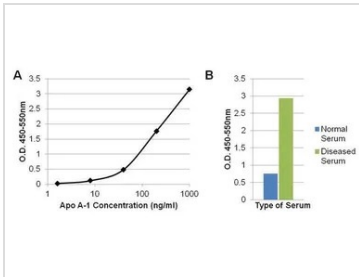 A
O.D. 450-550nm
3.5
3
2.5
2
1.5
1
0.5
0
1
10
100
1000
Apo A-1 Concentration (ng/ml)
B
O.D. 450-550nm
3.5
3
2.5
2
1.5
1
0.5
0
Type of Serum
Normal
Serum
Diseased
Serum